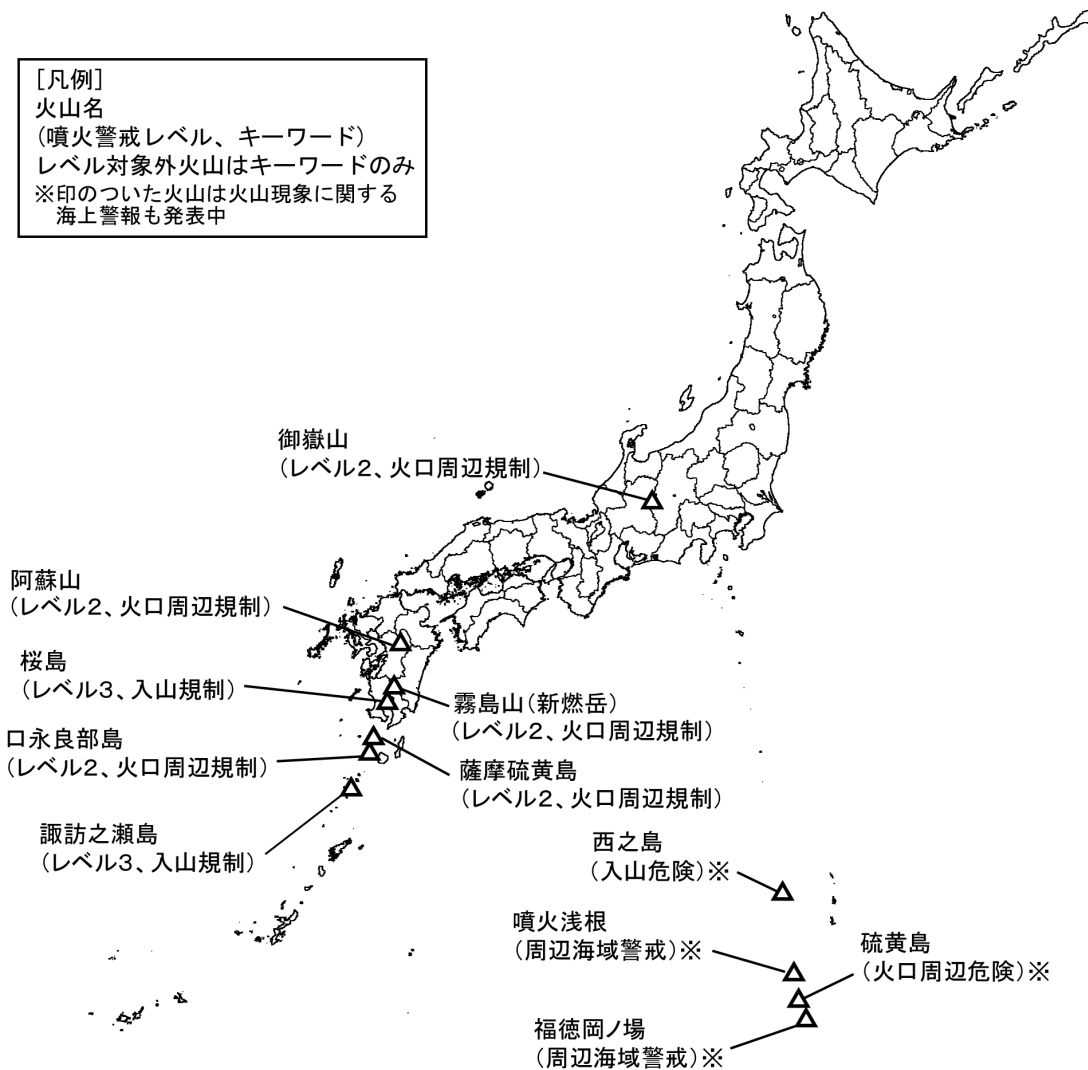 ［凡例］
火山名
（噴火警戒レベル、キーワード）
レベル対象外火山はキーワードのみ
※印のついた火山は火山現象に関する
海上警報も発表中
御嶽山
（レベル２、火口周辺規制）
阿蘇山
（レベル２、火口周辺規制）
桜島
（レベル３、入山規制）
霧島山（新燃岳）
（レベル２、火口周辺規制）
口永良部島
（レベル２、火口周辺規制）
薩摩硫黄島
（レベル２、火口周辺規制）
諏訪之瀬島
（レベル３、入山規制）
西之島
（入山危険）※
噴火浅根
（周辺海域警戒）※
硫黄島
（火口周辺危険）※
福徳岡ノ場
（周辺海域警戒）※